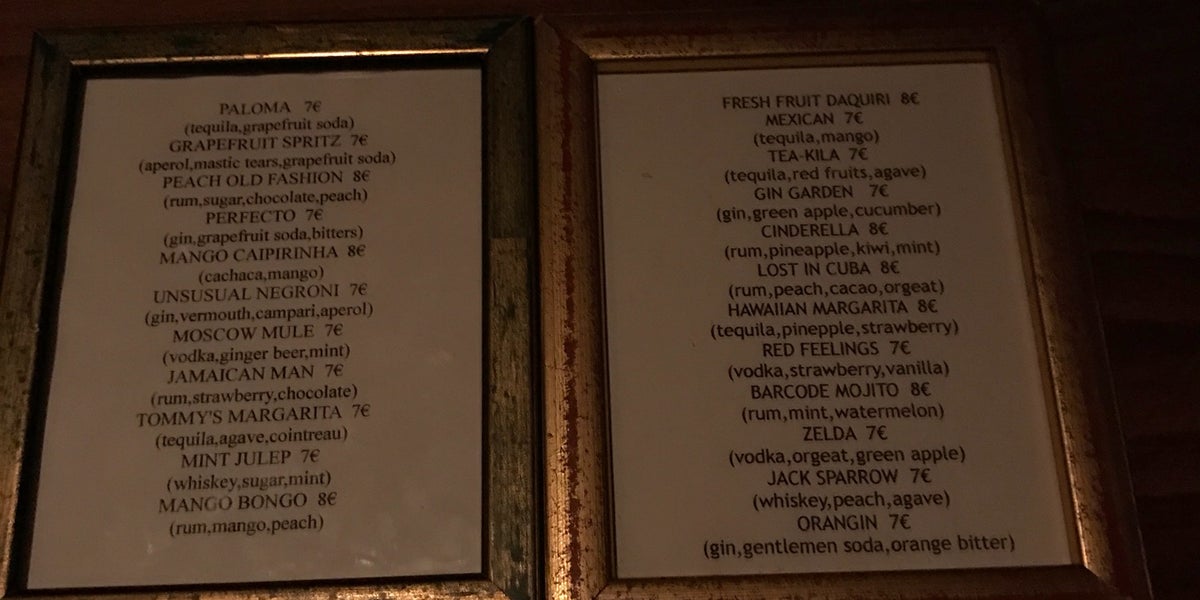 PALOMA 7€
(tequila,grapefruit soda)
GRAPEFRUIT SPRITZ 7€
(aperol,mastic tears,grapefruit soda)
PEACH OLD FASHION 8€
(rum,sugar,chocolate,peach)
PERFECTO 7€
(gin,grapefruit soda,bitters)
MANGO CAIPIRINHA 8€
(cachaca,mango)
UNSUSUAL NEGRONI 7€
(gin,vermouth,campari,aperol)
MOSCOW MULE 7€
(vodka,ginger beer,mint)
JAMAICAN MAN 7€
(rum,strawberry,chocolate)
TOMMY'S MARGARITA 7€
(tequila,agave,cointreau)
MINT JULEP 7€
(whiskey,sugar,mint)
MANGO BONGO 8€
(rum,mango,peach)
FRESH FRUIT DAQUIRI 8€
MEXICAN 7€
(tequila,mango)
TEA-KILA 7€
(tequila,red fruits,agave)
GIN GARDEN 7€
(gin,green apple,cucumber)
CINDERELLA 8€
(rum,pineapple,kiwi,mint)
LOST IN CUBA 8€
(rum,peach,cacao,orgeat)
HAWAIIAN MARGARITA 8€
(tequila,pinepple,strawberry)
RED FEELINGS 7€
(vodka,strawberry,vanilla)
BARCODE MOJITO 8€
(rum,mint,watermelon)
ZELDA 7€
(vodka,orgeat,green apple)
JACK SPARROW 7€
(whiskey,peach,agave)
ORANGIN 7€
(gin,gentlemen soda,orange bitter)